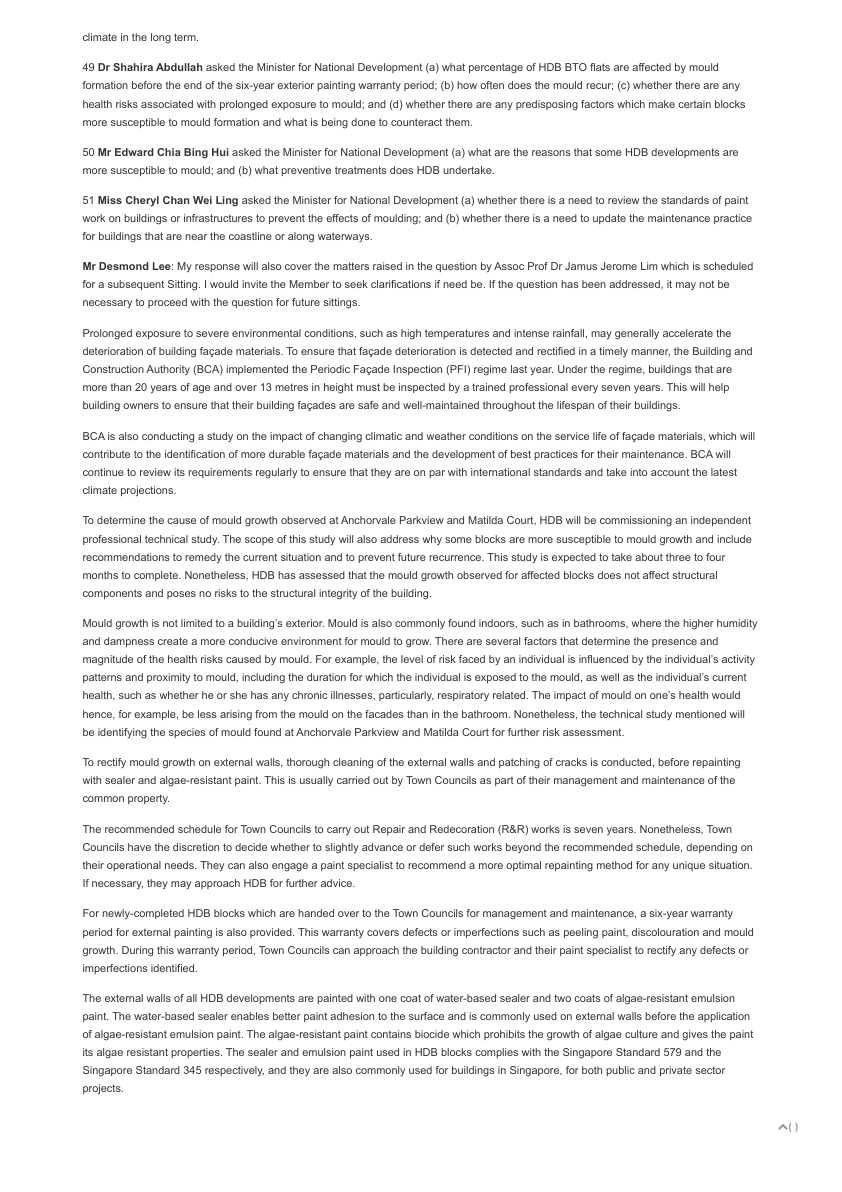 climate in the long term.
49 Dr Shahira Abdullah asked the Minister for National Development (a) what percentage of HDB BTO flats are affected by mould
formation before the end of the six-year exterior painting warranty period; (b) how often does the mould recur; (c) whether there are any
health risks associated with prolonged exposure to mould; and (d) whether there are any predisposing factors which make certain blocks
more susceptible to mould formation and what is being done to counteract them.
50 Mr Edward Chia Bing Hui asked the Minister for National Development (a) what are the reasons that some HDB developments are
more susceptible to mould; and (b) what preventive treatments does HDB undertake.
51 Miss Cheryl Chan Wei Ling asked the Minister for National Development (a) whether there is a need to review the standards of paint
work on buildings or infrastructures to prevent the effects of moulding; and (b) whether there is a need to update the maintenance practice
for buildings that are near the coastline or along waterways.
Mr Desmond Lee: My response will also cover the matters raised in the question by Assoc Prof Dr Jamus Jerome Lim which is scheduled
for a subsequent Sitting. I would invite the Member to seek clarifications if need be. If the question has been addressed, it may not be
necessary to proceed with the question for future sittings.
Prolonged exposure to severe environmental conditions, such as high temperatures and intense rainfall, may generally accelerate the
deterioration of building façade materials. To ensure that façade deterioration is detected and rectified in a timely manner, the Building and
Construction Authority (BCA) implemented the Periodic Façade Inspection (PFI) regime last year. Under the regime, buildings that are
more than 20 years of age and over 13 metres in height must be inspected by a trained professional every seven years. This will help
building owners to ensure that their building façades are safe and well-maintained throughout the lifespan of their buildings.
BCA is also conducting a study on the impact of changing climatic and weather conditions on the service life of façade materials, which will
contribute to the identification of more durable façade materials and the development of best practices for their maintenance. BCA will
continue to review its requirements regularly to ensure that they are on par with international standards and take into account the latest
climate projections.
To determine the cause of mould growth observed at Anchorvale Parkview and Matilda Court, HDB will be commissioning an independent
professional technical study. The scope of this study will also address why some blocks are more susceptible to mould growth and include
recommendations to remedy the current situation and to prevent future recurrence. This study is expected to take about three to four
months to complete. Nonetheless, HDB has assessed that the mould growth observed for affected blocks does not affect structural
components and poses no risks to the structural integrity of the building.
Mould growth is not limited to a building's exterior. Mould is also commonly found indoors, such as in bathrooms, where the higher humidity
and dampness create a more conducive environment for mould to grow. There are several factors that determine the presence and
magnitude of the health risks caused by mould. For example, the level of risk faced by an individual is influenced by the individual's activity
patterns and proximity to mould, including the duration for which the individual is exposed to the mould, as well as the individual's current
health, such as whether he or she has any chronic illnesses, particularly, respiratory related. The impact of mould on one's health would
hence, for example, be less arising from the mould on the facades than in the bathroom. Nonetheless, the technical study mentioned will
be identifying the species of mould found at Anchorvale Parkview and Matilda Court for further risk assessment.
To rectify mould growth on external walls, thorough cleaning of the external walls and patching of cracks is conducted, before repainting
with sealer and algae-resistant paint. This is usually carried out by Town Councils as part of their management and maintenance of the
common property.
The recommended schedule for Town Councils to carry out Repair and Redecoration (R&R) works is seven years. Nonetheless, Town
Councils have the discretion to decide whether to slightly advance or defer such works beyond the recommended schedule, depending on
their operational needs. They can also engage a paint specialist to recommend a more optimal repainting method for any unique situation.
If necessary, they may approach HDB for further advice.
For newly-completed HDB blocks which are handed over to the Town Councils for management and maintenance, a six-year warranty
period for external painting is also provided. This warranty covers defects or imperfections such as peeling paint, discolouration and mould
growth. During this warranty period, Town Councils can approach the building contractor and their paint specialist to rectify any defects or
imperfections identified.
The external walls of all HDB developments are painted with one coat of water-based sealer and two coats of algae-resistant emulsion
paint. The water-based sealer enables better paint adhesion to the surface and is commonly used on external walls before the application
of algae-resistant emulsion paint. The algae-resistant paint contains biocide which prohibits the growth of algae culture and gives the paint
its algae resistant properties. The sealer and emulsion paint used in HDB blocks complies with the Singapore Standard 579 and the
Singapore Standard 345 respectively, and they are also commonly used for buildings in Singapore, for both public and private sector
projects.
( )